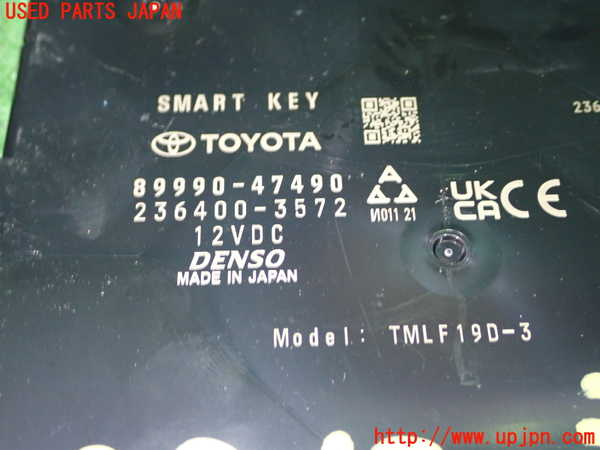 USED PARTS JAPAN
SMART KEY
236
TOYOTA
89990-47490
236400-3572
12VDC
DENSO
MADE IN JAPAN
A
И011 21
UK
CA
CE
Model: TMLF19D-3
http://www.upjpn.com